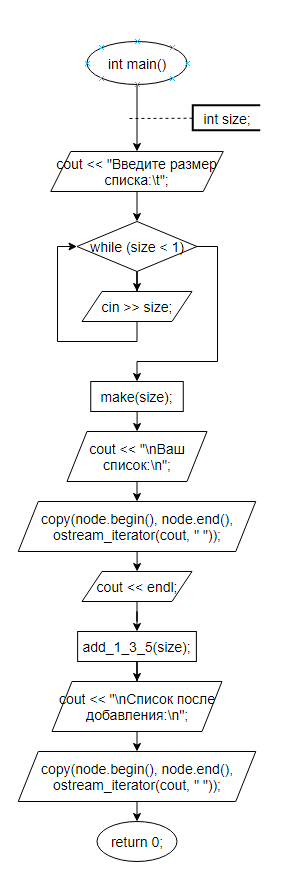 int main()
int size;
cout << "Введите размер
списка:\t";
while (size < 1)
cin >> size;
make(size);
cout << "\nВаш
список:\n";
copy(node.begin(), node.end(),
ostream_iterator(cout, " "));
cout << endl;
add_1_3_5(size);
cout << "\nСписок после
добавления:\n";
copy(node.begin(), node.end(),
ostream_iterator(cout, " "));
return 0;